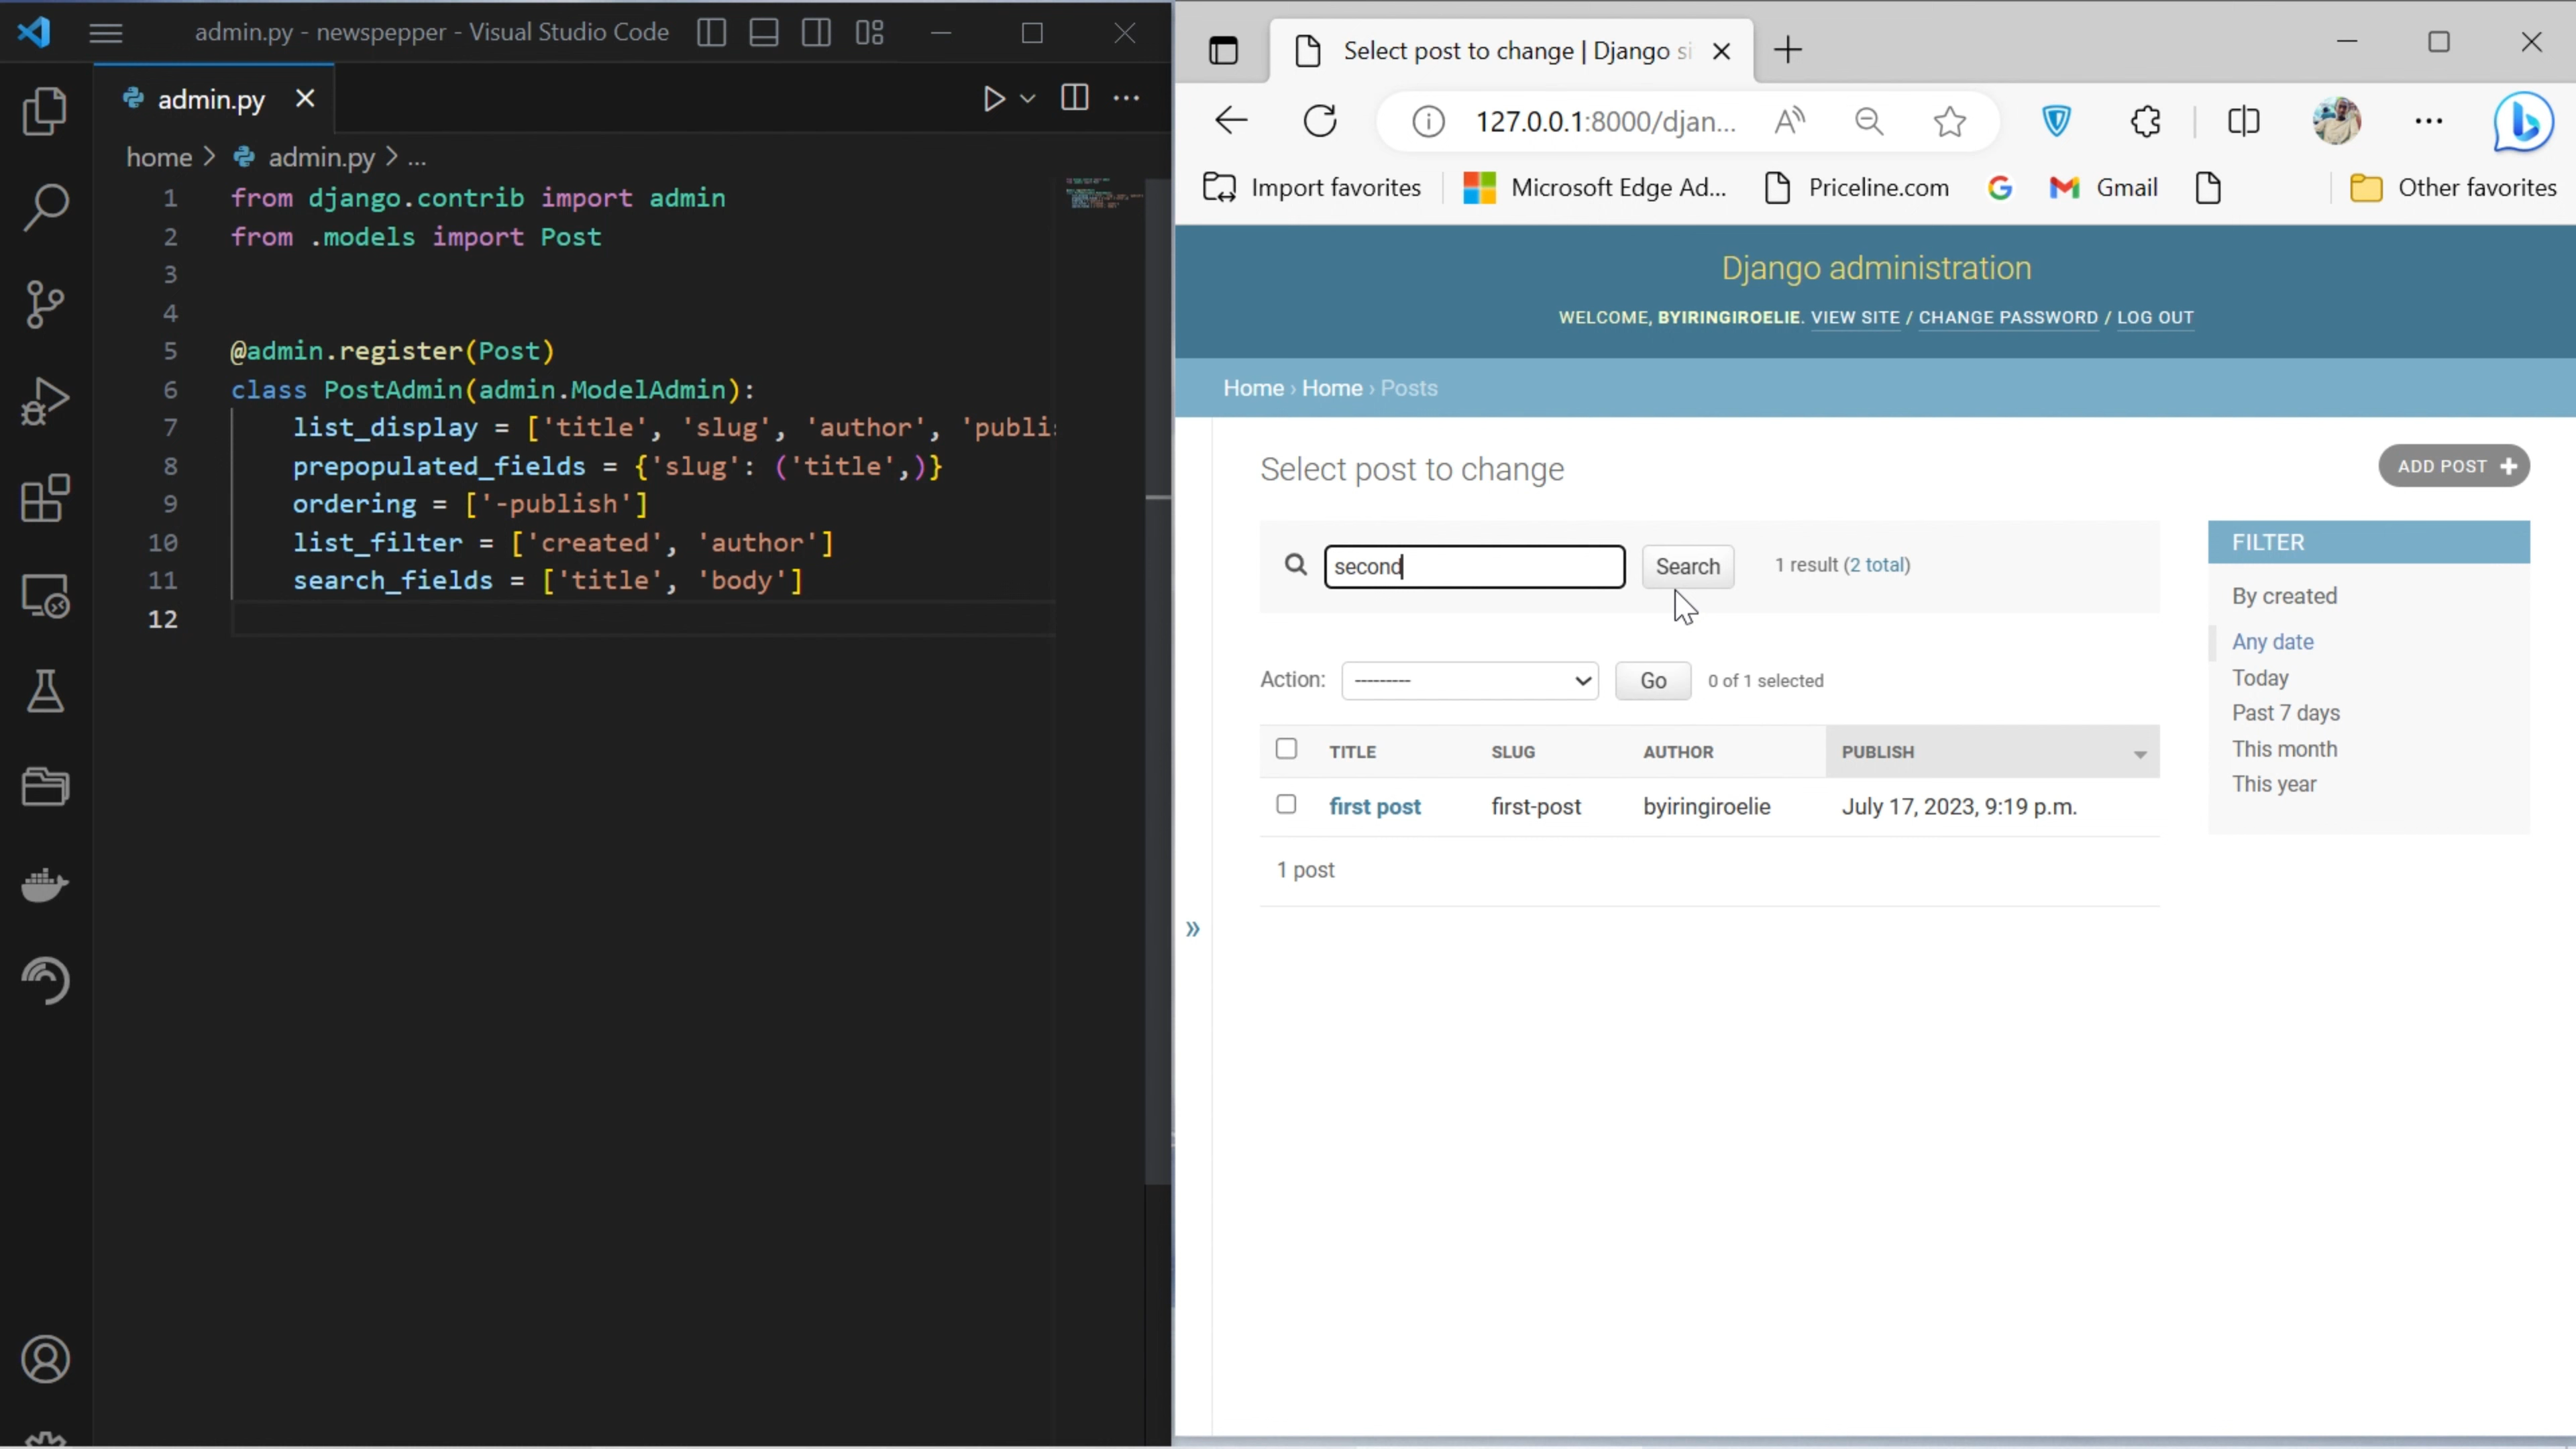 admin.py - newspepper - Visual Studio Code
admin.py
home > admin.py > ...
1 from django.contrib import admin
2 from .models import Post
3
4
5 @admin.register(Post)
6 class PostAdmin(admin.ModelAdmin):
7 list_display = ['title', 'slug', 'author', 'publi
8 prepopulated_fields = {'slug': ('title',)}
9 ordering = ['-publish']
10 list_filter = ['created', 'author']
11 search_fields = ['title', 'body']
12
Select post to change | Django si
127.0.0.1:8000/djan...
Import favorites
Microsoft Edge Ad...
Priceline.com
Gmail
Other favorites
Django administration
WELCOME, BYIRINGIROELIE. VIEW SITE / CHANGE PASSWORD / LOG OUT
Home › Home › Posts
Select post to change
ADD POST +
second
Search
1 result (2 total)
Action: ---------
Go
0 of 1 selected
TITLE SLUG AUTHOR PUBLISH
first post first-post byiringiroelie July 17, 2023, 9:19 p.m.
1 post
»
FILTER
By created
Any date
Today
Past 7 days
This month
This year